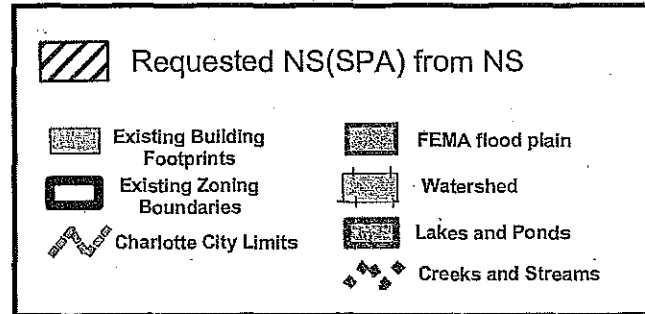 Requested NS(SPA) from NS
Existing Building
Footprints
Existing Zoning
Boundaries
Charlotte City Limits
FEMA flood plain
Watershed
Lakes and Ponds
Creeks and Streams